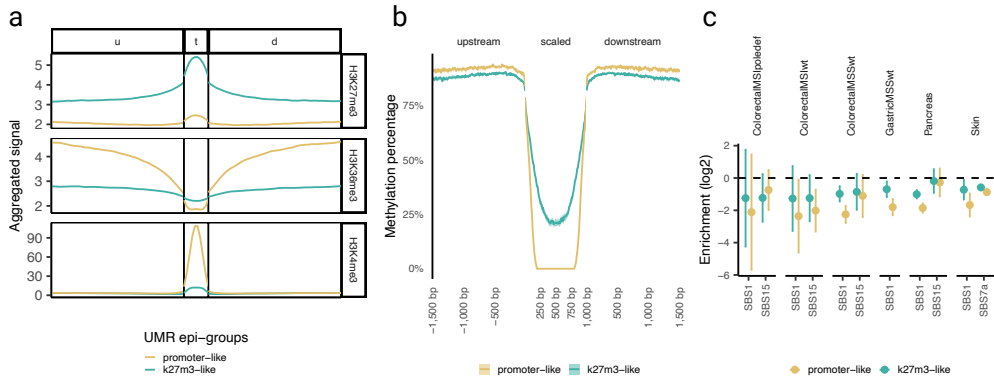 a
u
t
d
Aggregated signal
5
4
3
2
H3K27me3
4
3
2
H3K36me3
90
60
30
0
H3K4me3
UMR epi-groups
promoter-like
k27m3-like
b
upstream
scaled
downstream
Methylation percentage
75%
50%
25%
0%
−1,500 bp
−1,000 bp
−500 bp
250 bp
500 bp
750 bp
1,000 bp
500 bp
1,000 bp
1,500 bp
promoter-like
k27m3-like
c
ColorectalMSIpoledef
ColorectalMSIwt
ColorectalMSSwt
GastricMSSwt
Pancreas
Skin
Enrichment (log2)
2
0
−2
−4
−6
SBS1
SBS15
SBS1
SBS15
SBS1
SBS15
SBS1
SBS1
SBS15
SBS1
SBS7a
promoter-like
k27m3-like